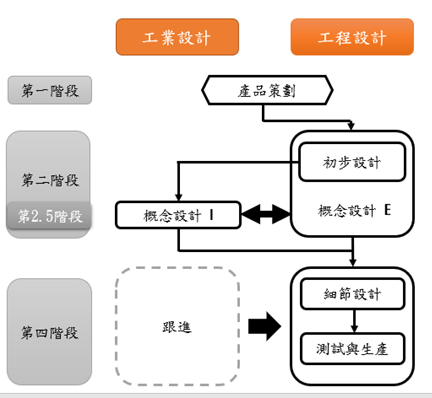 工業設計
工程設計
第一階段
產品策劃
第二階段
初步設計
第2.5階段
概念設計 I
概念設計 E
第四階段
跟進
細節設計
測試與生產